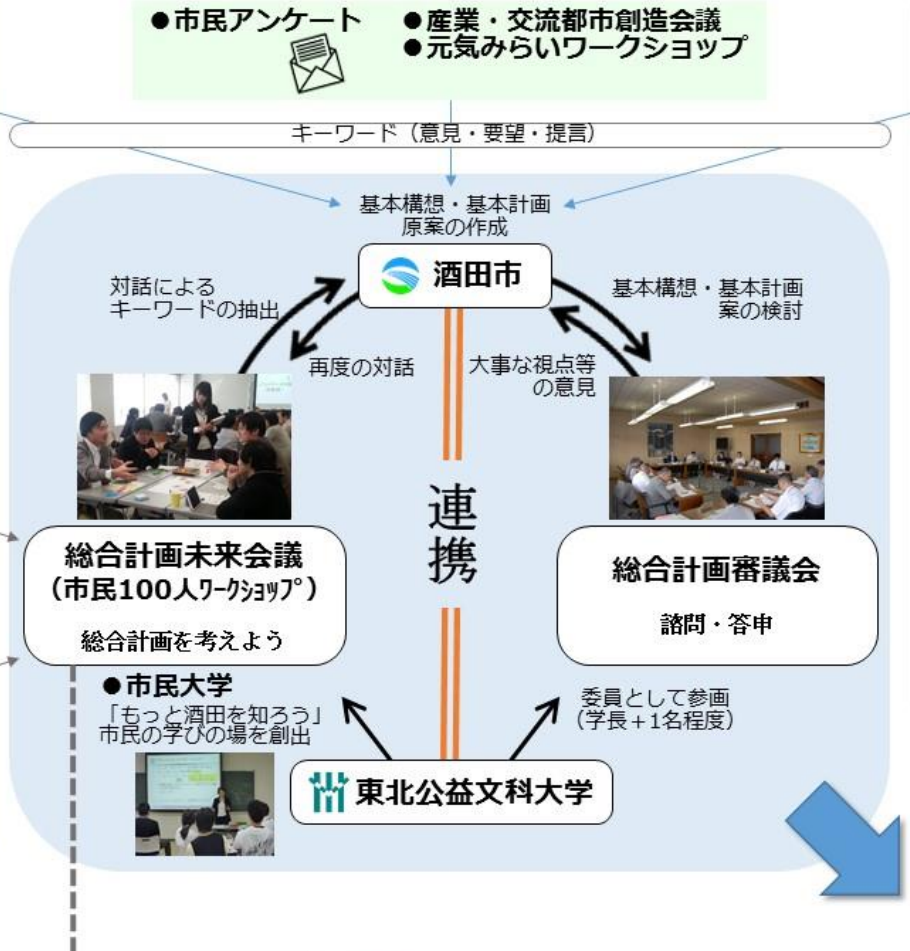 ●市民アンケート
●産業・交流都市創造会議
●元気みらいワークショップ
キーワード（意見・要望・提言）
基本構想・基本計画
原案の作成
酒田市
対話による
キーワードの抽出
基本構想・基本計画
案の検討
再度の対話
大事な視点等
の意見
連携
総合計画未来会議
（市民100人ﾜｰｸｼｮｯﾌﾟ）
総合計画を考えよう
総合計画審議会
諮問・答申
●市民大学
「もっと酒田を知ろう」
市民の学びの場を創出
委員として参画
（学長＋1名程度）
東北公益文科大学